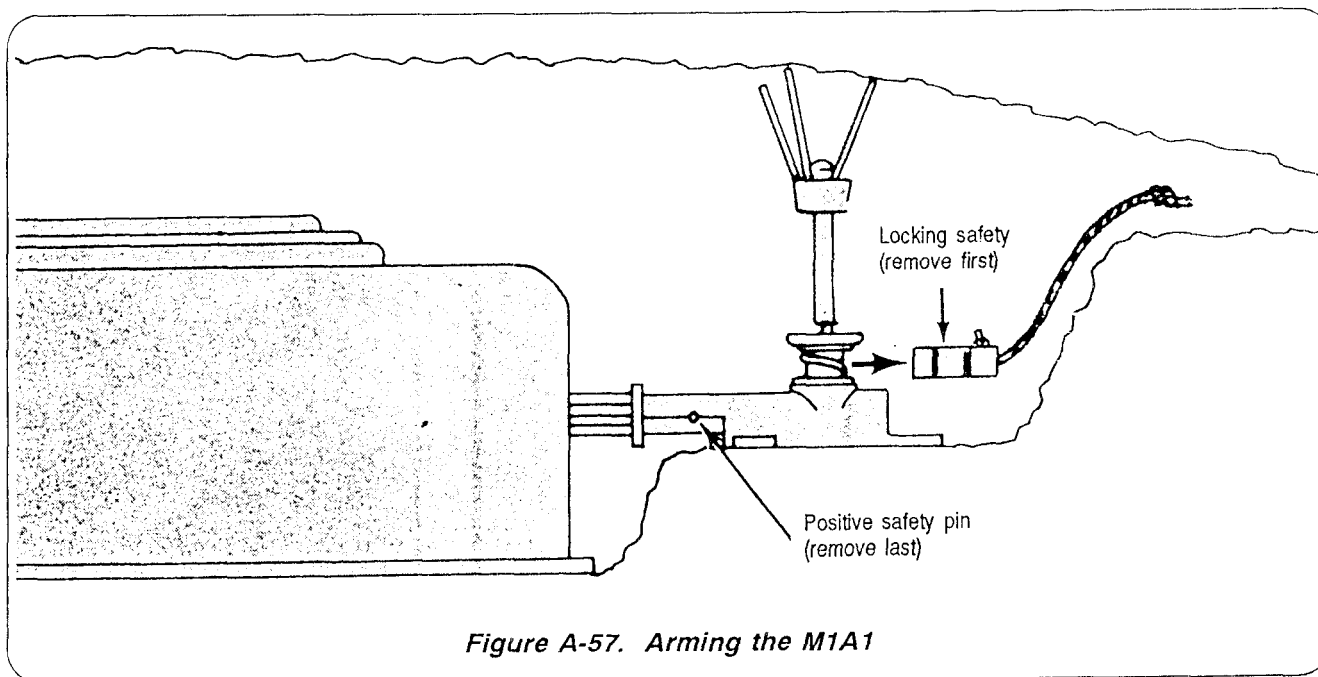 Locking safety
(remove first)
Positive safety pin
(remove last)
Figure A-57. Arming the M1A1